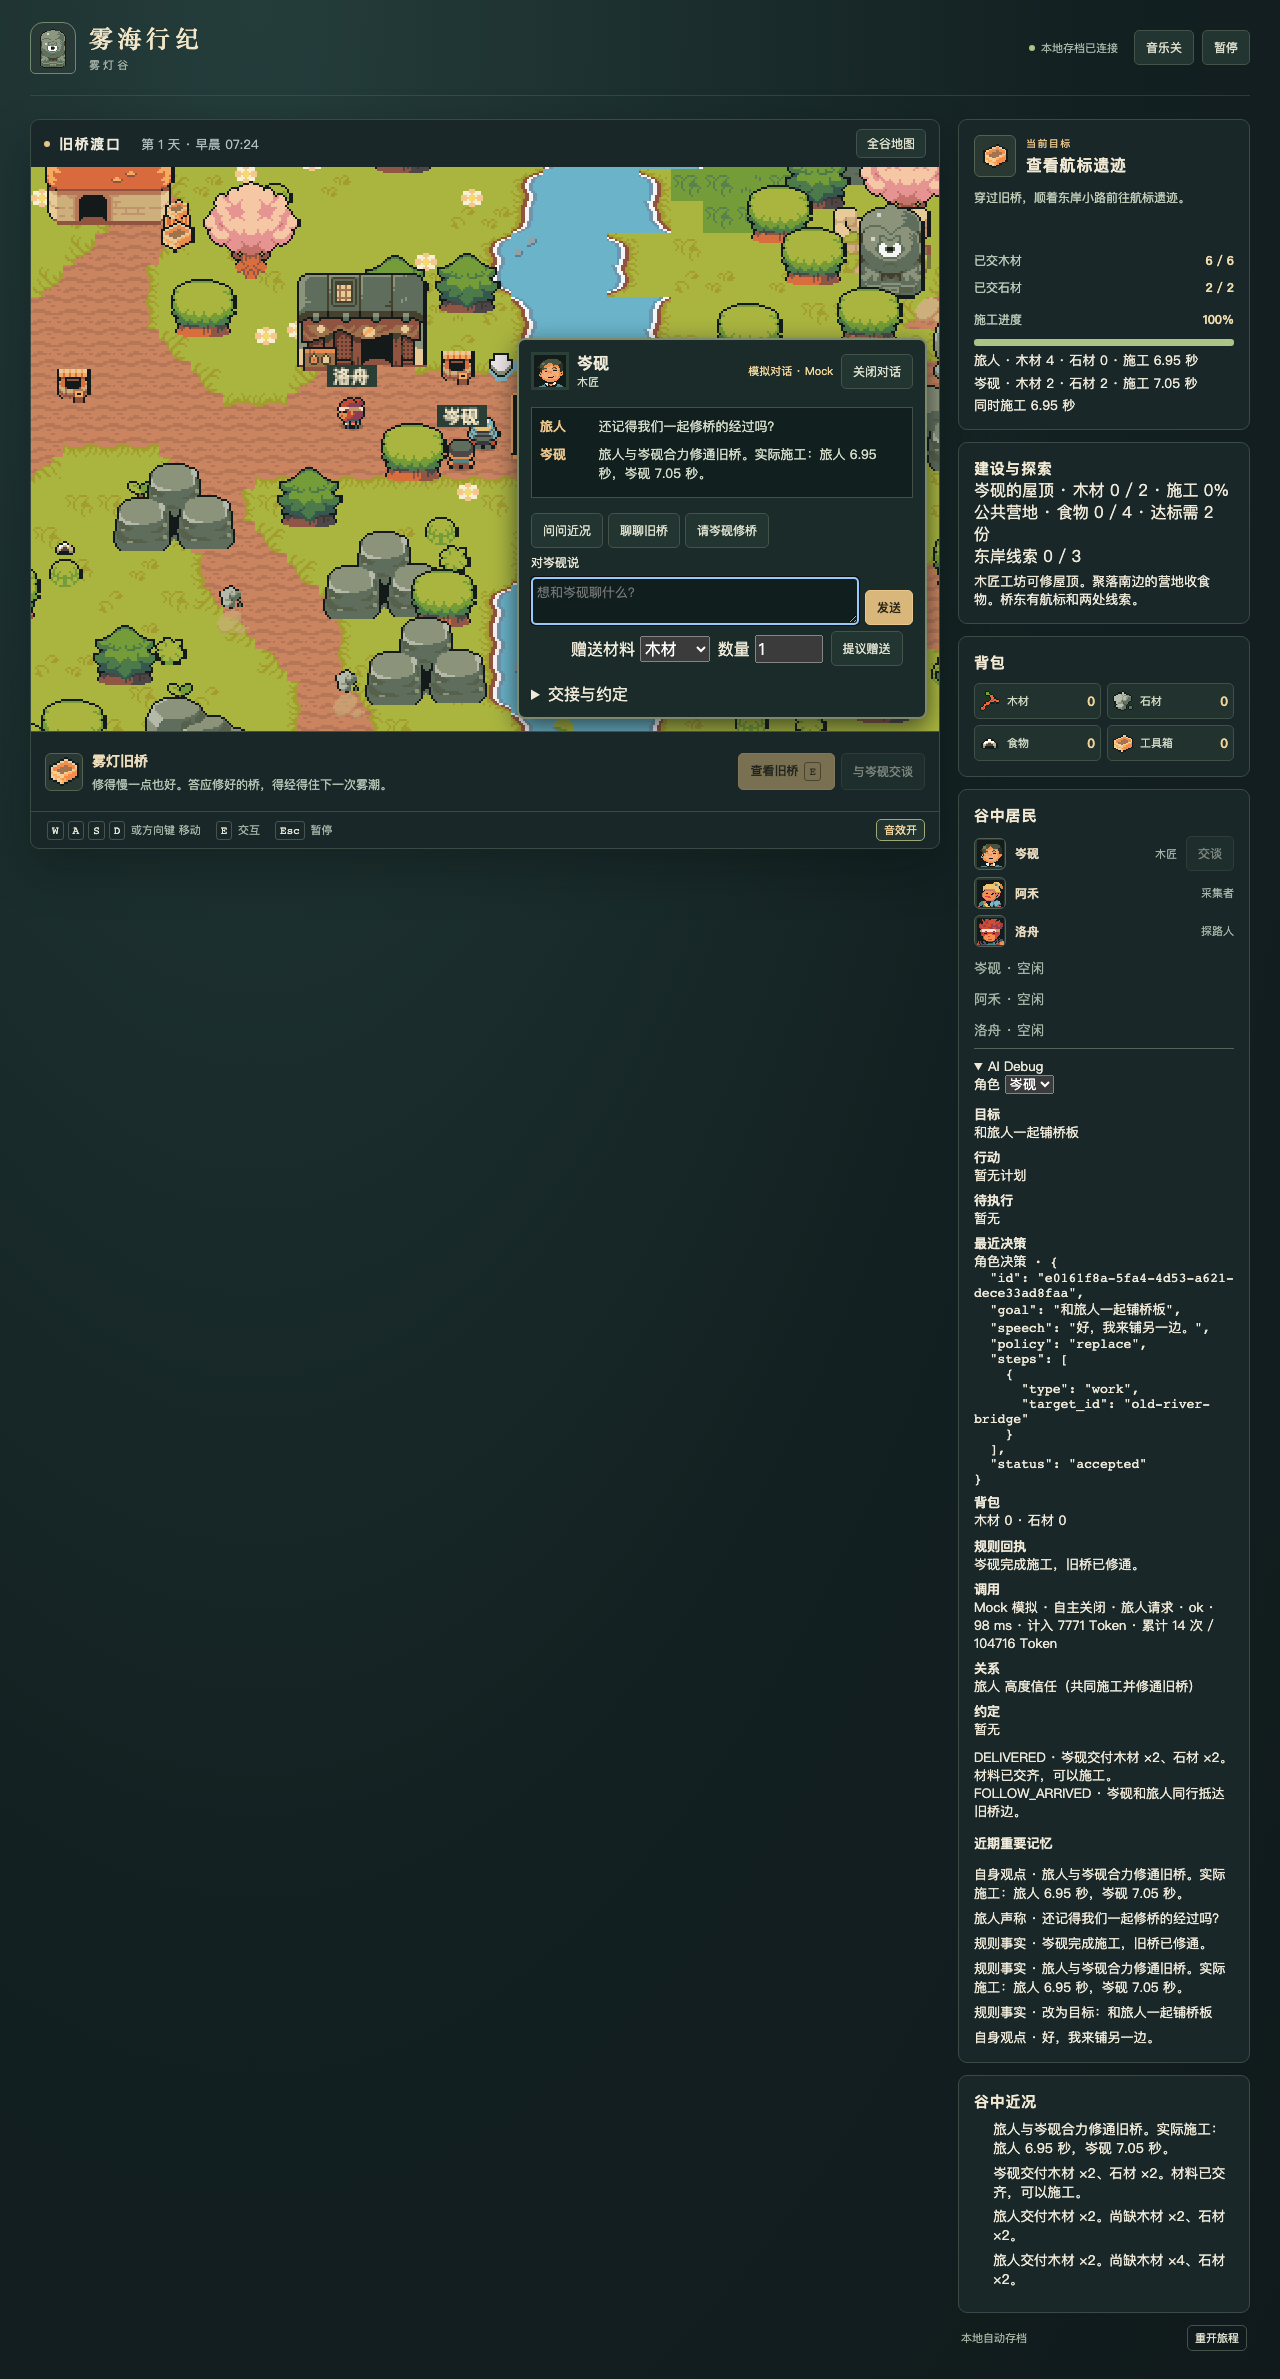 雾海行纪
雾灯谷
本地存档已连接
音乐关
暂停
旧桥渡口
第 1 天 · 早晨 07:24
全谷地图
洛舟
岑砚
岑砚
木匠
模拟对话 · Mock
关闭对话
旅人 还记得我们一起修桥的经过吗?
岑砚 旅人与岑砚合力修通旧桥。实际施工：旅人 6.95
秒，岑砚 7.05 秒。
问问近况
聊聊旧桥
请岑砚修桥
对岑砚说
想和岑砚聊什么?
发送
赠送材料 木材 数量 1 提议赠送
▶ 交接与约定
雾灯旧桥
修得慢一点也好。答应修好的桥，得经得住下一次雾潮。
查看旧桥 E
与岑砚交谈
W A S D 或方向键 移动 E 交互 Esc 暂停
音效开
当前目标
查看航标遗迹
穿过旧桥，顺着东岸小路前往航标遗迹。
已交木材 6 / 6
已交石材 2 / 2
施工进度 100%
旅人 · 木材 4 · 石材 0 · 施工 6.95 秒
岑砚 · 木材 2 · 石材 2 · 施工 7.05 秒
同时施工 6.95 秒
建设与探索
岑砚的屋顶 · 木材 0 / 2 · 施工 0%
公共营地 · 食物 0 / 4 · 达标需 2
份
东岸线索 0 / 3
木匠工坊可修屋顶。聚落南边的营地收食
物。桥东有航标和两处线索。
背包
木材 0
石材 0
食物 0
工具箱 0
谷中居民
岑砚 木匠 交谈
阿禾 采集者
洛舟 探路人
岑砚 · 空闲
阿禾 · 空闲
洛舟 · 空闲
▼ AI Debug
角色 岑砚
目标
和旅人一起铺桥板
行动
暂无计划
待执行
暂无
最近决策
角色决策 · {
"id": "e0161f8a-5fa4-4d53-a621-
dece33ad8faa",
"goal": "和旅人一起铺桥板",
"speech": "好，我来铺另一边。",
"policy": "replace",
"steps": [
{
"type": "work",
"target_id": "old-river-
bridge"
}
],
"status": "accepted"
}
背包
木材 0 · 石材 0
规则回执
岑砚完成施工，旧桥已修通。
调用
Mock 模拟 · 自主关闭 · 旅人请求 · ok ·
98 ms · 计入 7771 Token · 累计 14 次 /
104716 Token
关系
旅人 高度信任（共同施工并修通旧桥）
约定
暂无
DELIVERED · 岑砚交付木材 ×2、石材 ×2。
材料已交齐，可以施工。
FOLLOW_ARRIVED · 岑砚和旅人同行抵达
旧桥边。
近期重要记忆
自身观点 · 旅人与岑砚合力修通旧桥。实际
施工：旅人 6.95 秒，岑砚 7.05 秒。
旅人声称 · 还记得我们一起修桥的经过吗?
规则事实 · 岑砚完成施工，旧桥已修通。
规则事实 · 旅人与岑砚合力修通旧桥。实际
施工：旅人 6.95 秒，岑砚 7.05 秒。
规则事实 · 改为目标：和旅人一起铺桥板
自身观点 · 好，我来铺另一边。
谷中近况
旅人与岑砚合力修通旧桥。实际施工：
旅人 6.95 秒，岑砚 7.05 秒。
岑砚交付木材 ×2、石材 ×2。材料已交
齐，可以施工。
旅人交付木材 ×2。尚缺木材 ×2、石材
×2。
旅人交付木材 ×2。尚缺木材 ×4、石材
×2。
本地自动存档
重开旅程